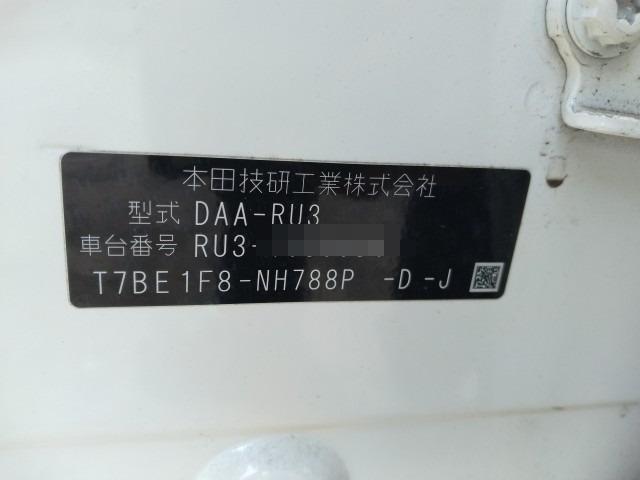 本田技研工業株式会社
型式 DAA-RU3
車台番号 RU3-
T7BE1F8-NH788P -D-J